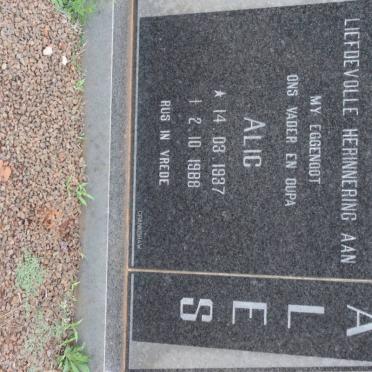 LIEFDEVOLLE HERINNERING AAN
MY EGGENOOT
ONS VADER EN OUPA
ALIC
★ 14. 03. 1937
† 2. 10. 1988
RUS IN VREDE
ALES